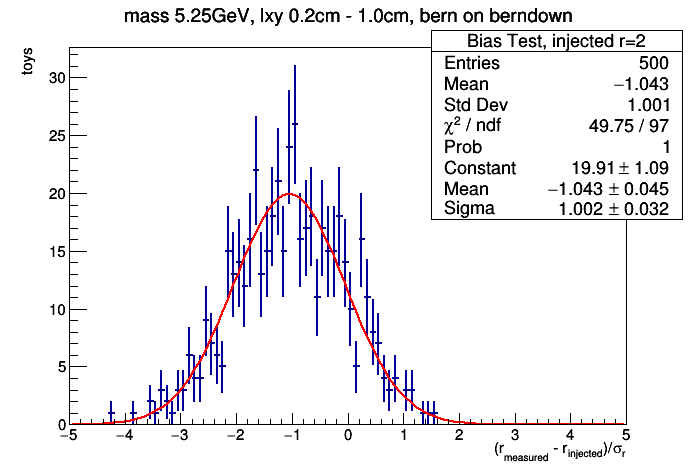 mass 5.25GeV, lxy 0.2cm - 1.0cm, bern on berndown
Bias Test, injected r=2
Entries 500
Mean −1.043
Std Dev 1.001
χ² / ndf 49.75 / 97
Prob 1
Constant 19.91 ± 1.09
Mean −1.043 ± 0.045
Sigma 1.002 ± 0.032
toys
30
25
20
15
10
5
0
−5 −4 −3 −2 −1 0 1 2 3 4 5
(r_measured - r_injected)/σ_r